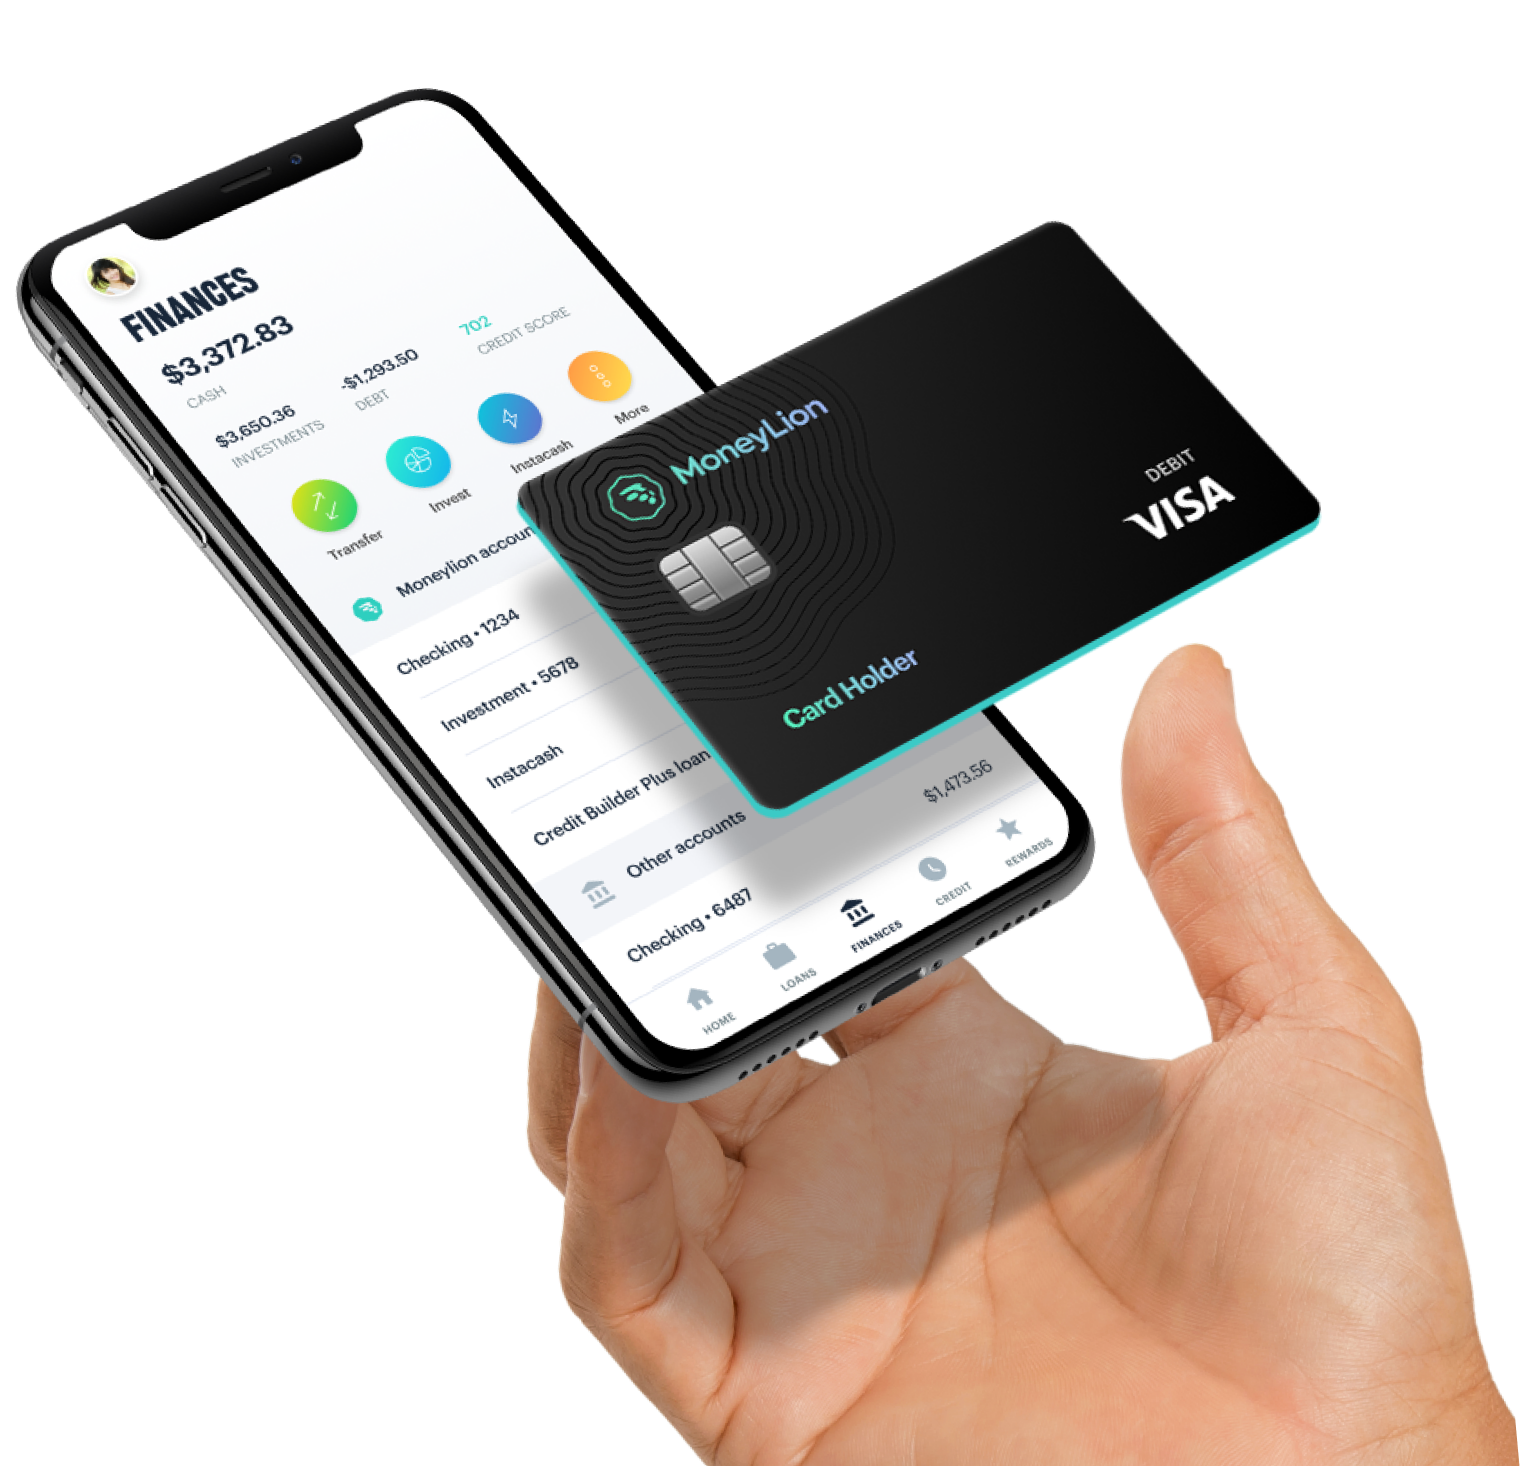 FINANCES
$3,372.83
CASH
$3,650.36
INVESTMENTS
-$1,293.50
DEBT
702
CREDIT SCORE
Transfer
Invest
Instacash
More
Moneylion accoun
Checking • 1234
Investment • 5678
Instacash
Credit Builder Plus loan
Other accounts
Checking • 6487
$1,473.56
HOME
LOANS
FINANCES
CREDIT
REWARDS
MoneyLion
DEBIT
VISA
Card Holder